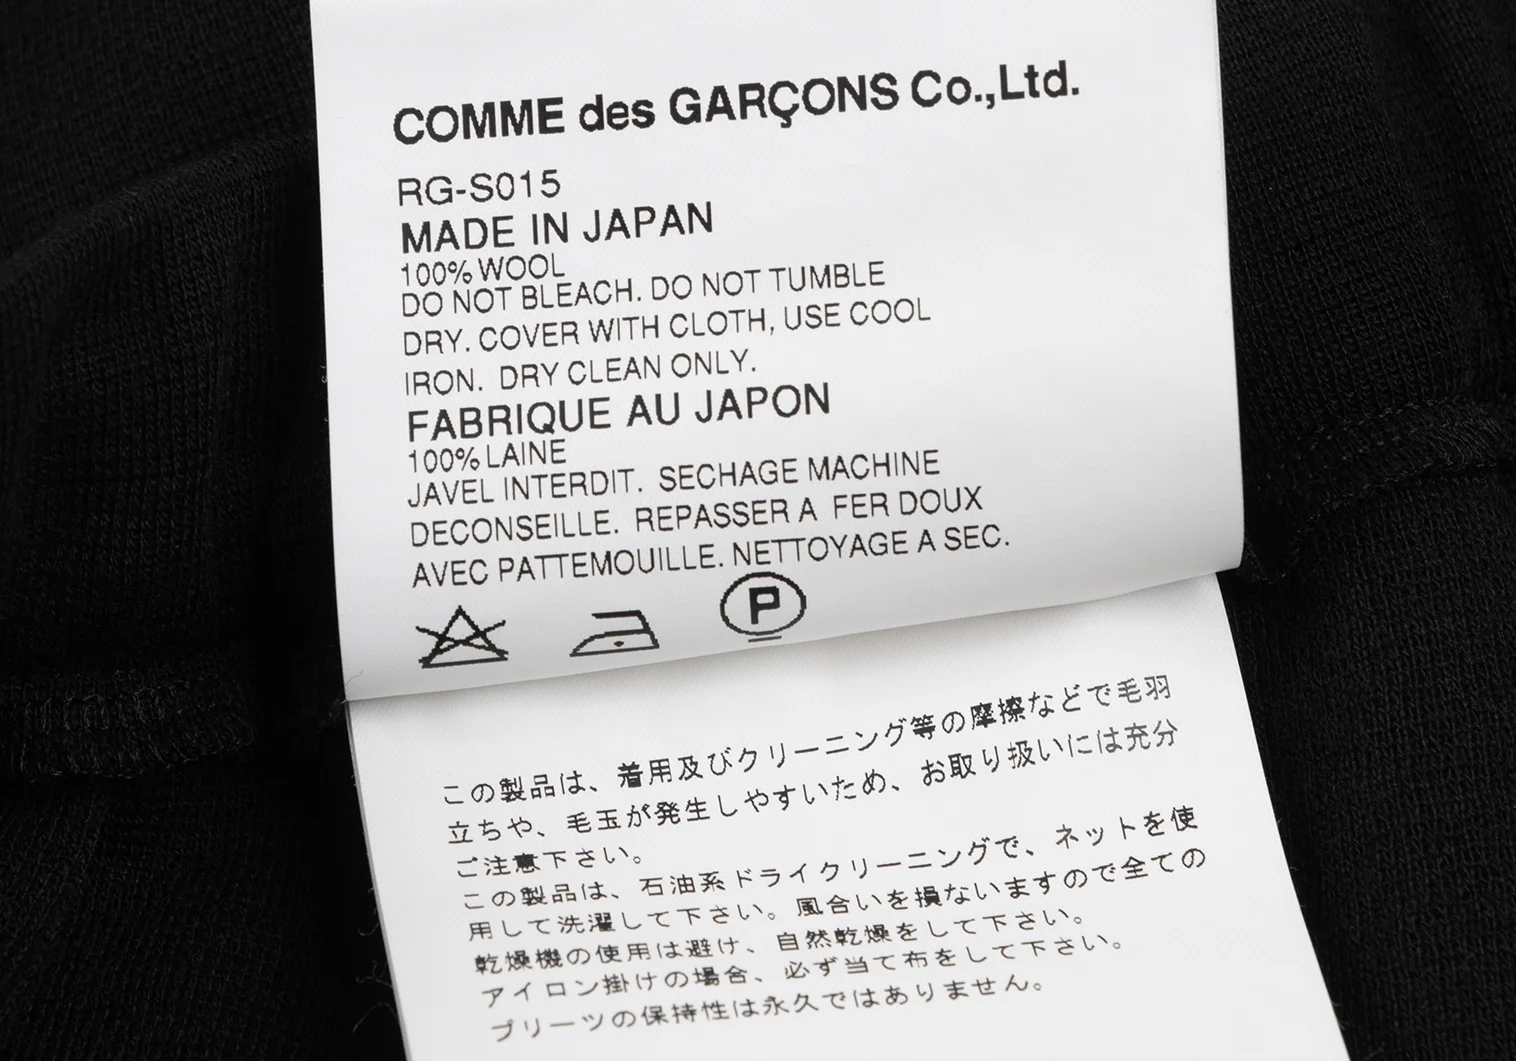 COMME des GARÇONS Co.,Ltd.
RG-S015
MADE IN JAPAN
100% WOOL
DO NOT BLEACH. DO NOT TUMBLE
DRY. COVER WITH CLOTH, USE COOL
IRON. DRY CLEAN ONLY.
FABRIQUE AU JAPON
100% LAINE
JAVEL INTERDIT. SECHAGE MACHINE
DECONSEILLE. REPASSER A FER DOUX
AVEC PATTEMOUILLE. NETTOYAGE A SEC.
P
この製品は、着用及びクリーニング等の摩擦などで毛羽
立ちや、毛玉が発生しやすいため、お取り扱いには充分
ご注意下さい。
この製品は、石油系ドライクリーニングで、ネットを使
用して洗濯して下さい。風合いを損ないますので全ての
乾燥機の使用は避け、自然乾燥をして下さい。
アイロン掛けの場合、必ず当て布をして下さい。
プリーツの保持性は永久ではありません。